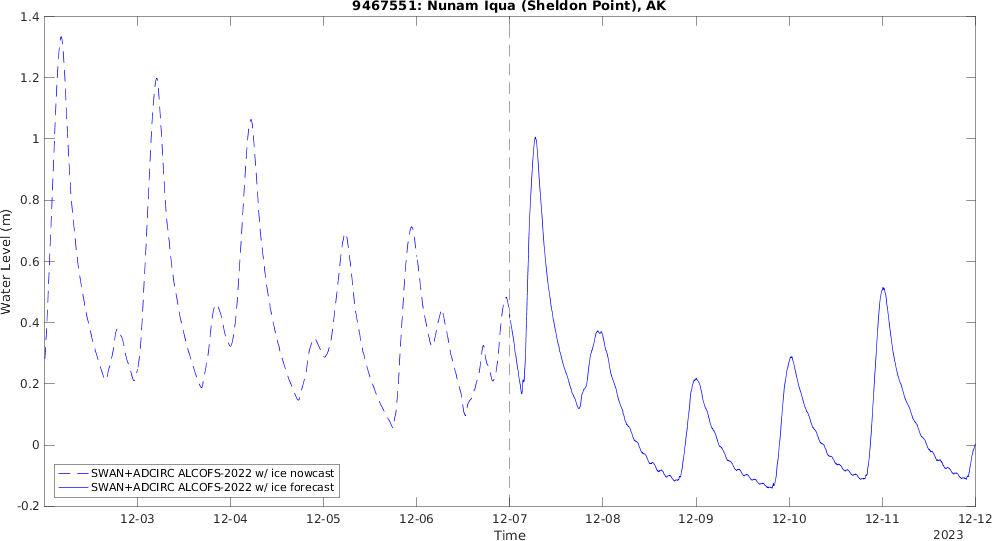 9467551: Nunam Iqua (Sheldon Point), AK
Water Level (m)
1.4
1.2
1
0.8
0.6
0.4
0.2
0
-0.2
SWAN+ADCIRC ALCOFS-2022 w/ ice nowcast
SWAN+ADCIRC ALCOFS-2022 w/ ice forecast
12-03 12-04 12-05 12-06 12-07 12-08 12-09 12-10 12-11 12-12
Time
2023